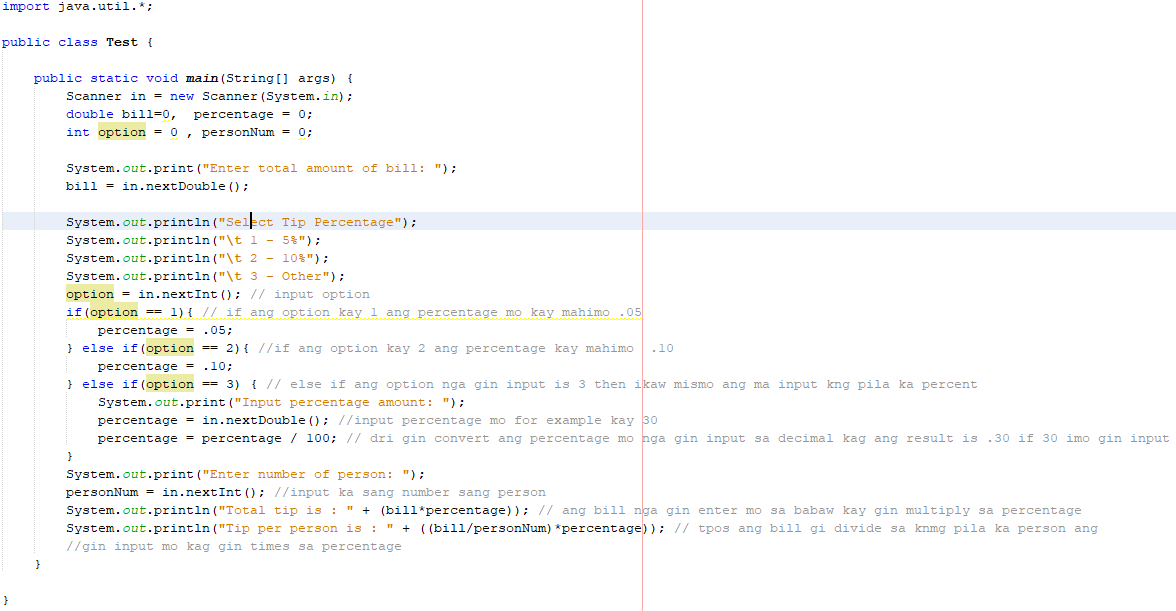 import java.util.*;
public class Test {
public static void main(String[] args) {
Scanner in = new Scanner(System.in);
double bill=0,  percentage = 0;
int option = 0 , personNum = 0;
System.out.print("Enter total amount of bill: ");
bill = in.nextDouble();
System.out.println("Select Tip Percentage");
System.out.println("\t 1 - 5%");
System.out.println("\t 2 - 10%");
System.out.println("\t 3 - Other");
option = in.nextInt(); // input option
if(option == 1){ // if ang option kay 1 ang percentage mo kay mahimo .05
percentage = .05;
} else if(option == 2){ //if ang option kay 2 ang percentage kay mahimo  .10
percentage = .10;
} else if(option == 3) { // else if ang option nga gin input is 3 then ikaw mismo ang ma input kng pila ka percent
System.out.print("Input percentage amount: ");
percentage = in.nextDouble(); //input percentage mo for example kay 30
percentage = percentage / 100; // dri gin convert ang percentage mo nga gin input sa decimal kag ang result is .30 if 30 imo gin input
}
System.out.print("Enter number of person: ");
personNum = in.nextInt(); //input ka sang number sang person
System.out.println("Total tip is : " + (bill*percentage)); // ang bill nga gin enter mo sa babaw kay gin multiply sa percentage
System.out.println("Tip per person is : " + ((bill/personNum)*percentage)); // tpos ang bill gi divide sa knmg pila ka person ang
//gin input mo kag gin times sa percentage
}
}